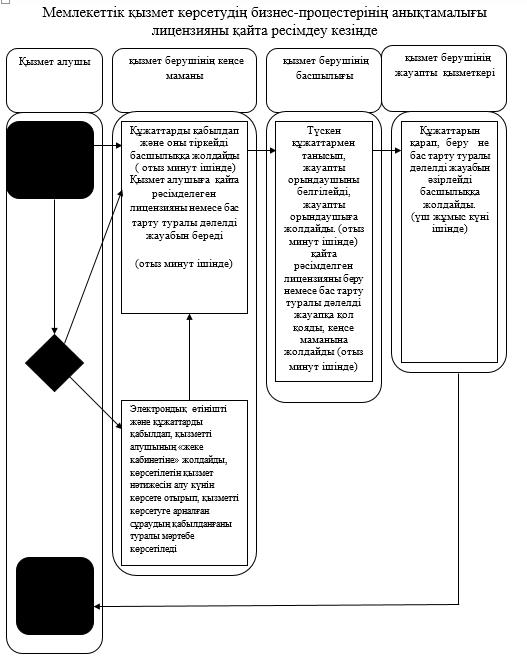 Мемлекеттік қызмет көрсетудің бизнес-процестерінің анықтамалығы
лицензияны қайта ресімдеу кезінде
Қызмет алушы
қызмет берушінің кеңсе
маманы
қызмет берушінің
басшылығы
қызмет берушінің
жауапты қызметкері
Құжаттарды қабылдап
және оны тіркейді
басшылыққа жолдайды
( отыз минут ішінде)
Қызмет алушыға қайта
рәсімделеген
лицензияны немесе бас
тарту туралы дәлелді
жауабын береді
(отыз минут ішінде)
Түскен
құжаттармен
танысып,
жауапты
орындаушыны
белгілейді,
жауапты
орындаушыға
жолдайды. (отыз
минут ішінде)
қайта
рәсімделген
лицензияны беру
немесе бас тарту
туралы дәлелді
жауапқа қол
қояды, кеңсе
маманына
жолдайды (отыз
минут ішінде)
Құжаттарын
қарап, беру не
бас тарту туралы
дәлелді жауабын
әзірлейді
басшылыққа
жолдайды.
(үш жұмыс күні
ішінде)
Электрондық өтінішті
және құжаттарды
қабылдап, қызметті
алушының «жеке
кабинетіне» жолдайды,
көрсетілетін қызмет
нәтижесін алу күнін
көрсете отырып, қызметті
көрсетуге арналған
сұраудың қабылданғаны
туралы мәртебе
көрсетіледі